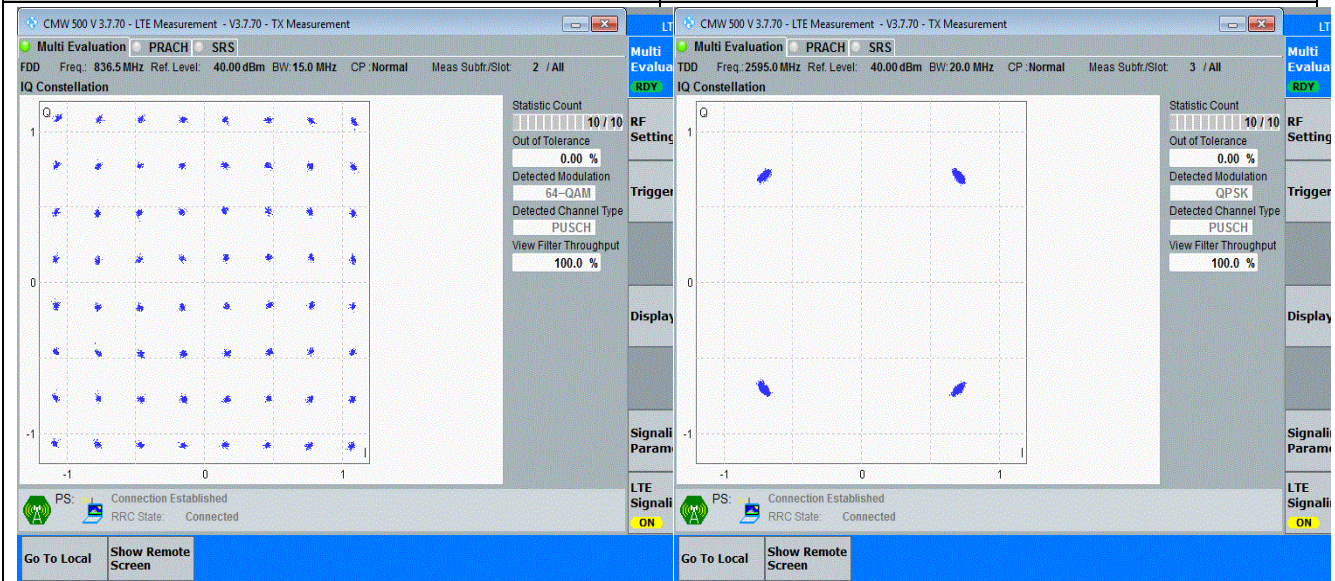 CMW 500 V 3.7.70 - LTE Measurement - V3.7.70 - TX Measurement
Multi Evaluation PRACH SRS
FDD Freq.: 836.5 MHz Ref. Level: 40.00 dBm BW: 15.0 MHz CP : Normal Meas Subfr./Slot: 2 / All
IQ Constellation
Q
1
0
-1
-1 0 1
I
Statistic Count
10 / 10
Out of Tolerance
0.00 %
Detected Modulation
64-QAM
Detected Channel Type
PUSCH
View Filter Throughput
100.0 %
PS: Connection Established
RRC State: Connected
Go To Local
Show Remote
Screen
LT
Multi
Evalua
RDY
RF
Setting
Trigger
Display
Signali
Param
LTE
Signali
ON
CMW 500 V 3.7.70 - LTE Measurement - V3.7.70 - TX Measurement
Multi Evaluation PRACH SRS
TDD Freq.: 2595.0 MHz Ref. Level: 40.00 dBm BW: 20.0 MHz CP : Normal Meas Subfr./Slot: 3 / All
IQ Constellation
Q
1
0
-1
-1 0 1
I
Statistic Count
10 / 10
Out of Tolerance
0.00 %
Detected Modulation
QPSK
Detected Channel Type
PUSCH
View Filter Throughput
100.0 %
PS: Connection Established
RRC State: Connected
Go To Local
Show Remote
Screen
LT
Multi
Evalua
RDY
RF
Setting
Trigger
Display
Signali
Param
LTE
Signali
ON